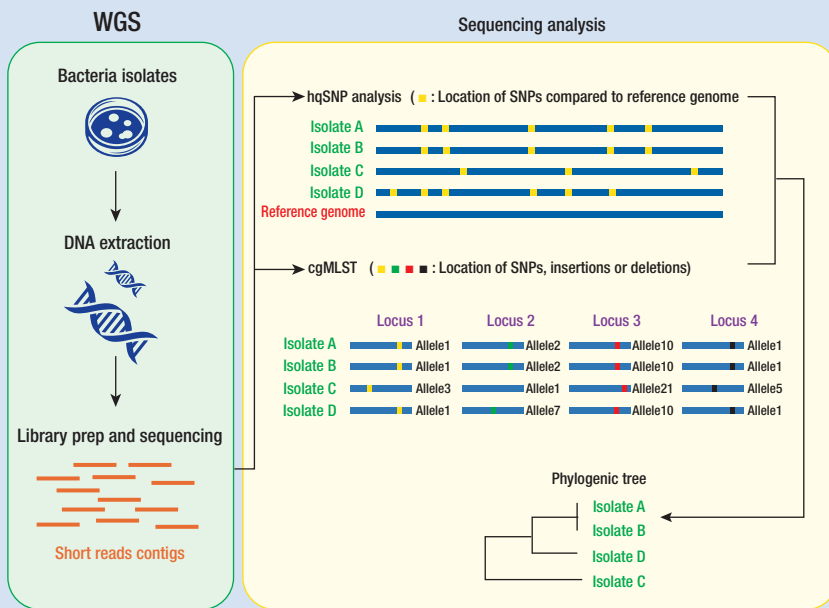 WGS
Bacteria isolates
DNA extraction
Library prep and sequencing
Short reads contigs
Sequencing analysis
hqSNP analysis ( : Location of SNPs compared to reference genome
Isolate A
Isolate B
Isolate C
Isolate D
Reference genome
cgMLST ( : Location of SNPs, insertions or deletions)
Locus 1 Locus 2 Locus 3 Locus 4
Isolate A Allele1 Allele2 Allele10 Allele1
Isolate B Allele1 Allele2 Allele10 Allele1
Isolate C Allele3 Allele1 Allele21 Allele5
Isolate D Allele1 Allele7 Allele10 Allele1
Phylogenic tree
Isolate A
Isolate B
Isolate D
Isolate C